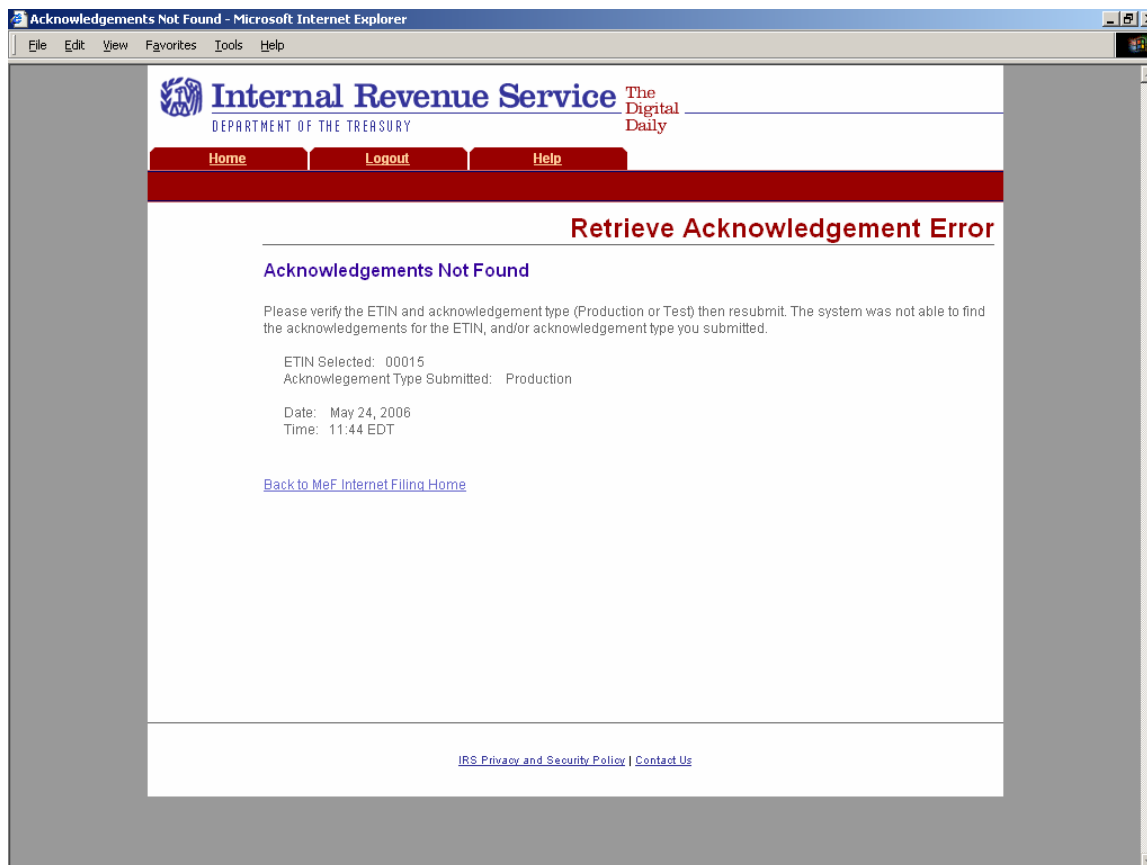 Acknowledgements Not Found - Microsoft Internet Explorer
File Edit View Favorites Tools Help
Internal Revenue Service
DEPARTMENT OF THE TREASURY
The
Digital
Daily
Home Logout Help
Retrieve Acknowledgement Error
Acknowledgements Not Found
Please verify the ETIN and acknowledgement type (Production or Test) then resubmit. The system was not able to find
the acknowledgements for the ETIN, and/or acknowledgement type you submitted.
ETIN Selected: 00015
Acknowlegement Type Submitted: Production
Date: May 24, 2006
Time: 11:44 EDT
Back to MeF Internet Filing Home
IRS Privacy and Security Policy | Contact Us